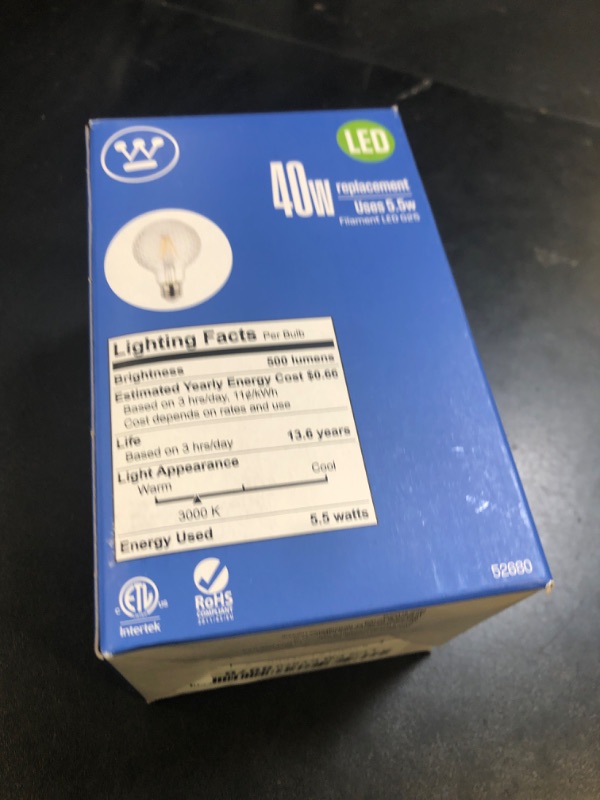 W
LED
40W replacement
Uses 5.5w
Filament LED G25
Lighting Facts Per Bulb
Brightness 500 lumens
Estimated Yearly Energy Cost $0.66
Based on 3 hrs/day, 11¢/kWh
Cost depends on rates and use
Life
Based on 3 hrs/day 13.6 years
Light Appearance
Warm Cool
3000 K
Energy Used 5.5 watts
52680
C ETL US
Intertek
RoHS
COMPLIANT